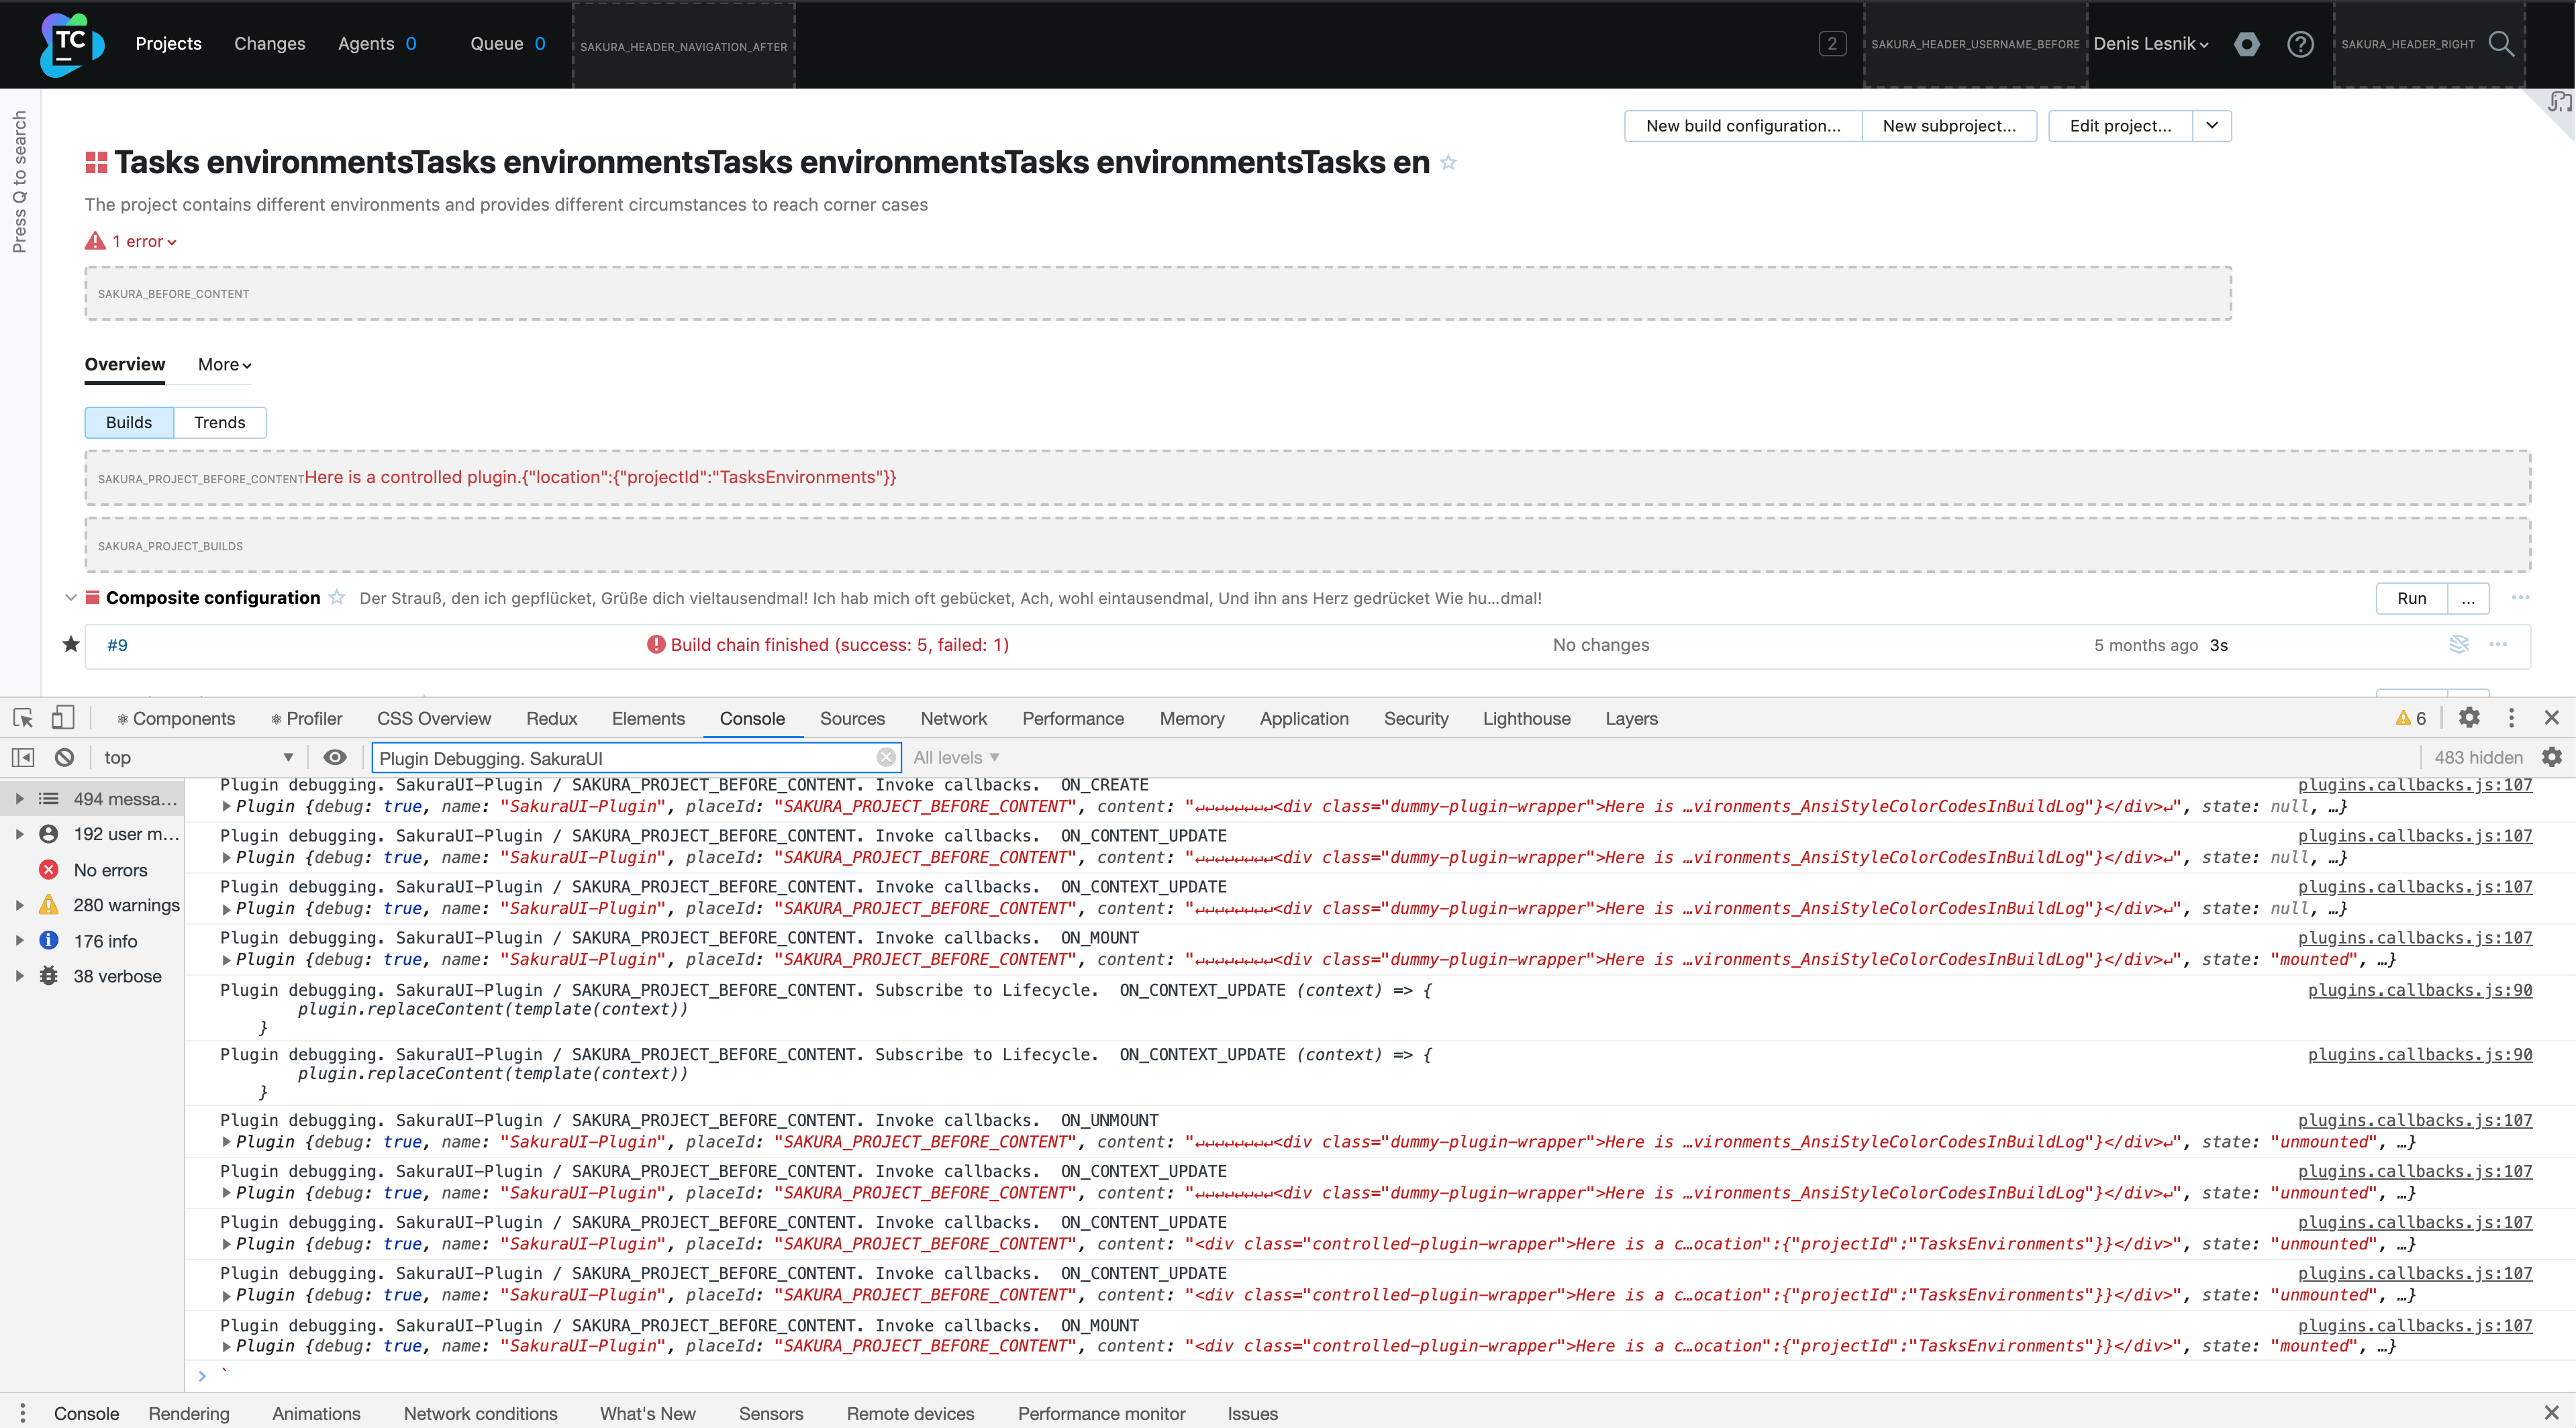 TC Projects Changes Agents 0 Queue 0 SAKURA_HEADER_NAVIGATION_AFTER 2 SAKURA_HEADER_USERNAME_BEFORE Denis Lesnik ? SAKURA_HEADER_RIGHT
Press Q to search
New build configuration... New subproject... Edit project...
Tasks environmentsTasks environmentsTasks environmentsTasks environmentsTasks en
The project contains different environments and provides different circumstances to reach corner cases
1 error
SAKURA_BEFORE_CONTENT
Overview More
Builds Trends
SAKURA_PROJECT_BEFORE_CONTENTHere is a controlled plugin.{"location":{"projectId":"TasksEnvironments"}}
SAKURA_PROJECT_BUILDS
Composite configuration Der Strauß, den ich gepflücket, Grüße dich vieltausendmal! Ich hab mich oft gebücket, Ach, wohl eintausendmal, Und ihn ans Herz gedrücket Wie hu...dmal! Run ...
#9 Build chain finished (success: 5, failed: 1) No changes 5 months ago 3s
Components Profiler CSS Overview Redux Elements Console Sources Network Performance Memory Application Security Lighthouse Layers 6
top Plugin Debugging. SakuraUI All levels 483 hidden
494 messa...
192 user m...
No errors
280 warnings
176 info
38 verbose
Plugin debugging. SakuraUI-Plugin / SAKURA_PROJECT_BEFORE_CONTENT. Invoke callbacks. ON_CREATE plugins.callbacks.js:107
Plugin {debug: true, name: "SakuraUI-Plugin", placeId: "SAKURA_PROJECT_BEFORE_CONTENT", content: "↵↵↵↵↵↵↵↵<div class="dummy-plugin-wrapper">Here is …vironments_AnsiStyleColorCodesInBuildLog"}</div>↵", state: null, …}
Plugin debugging. SakuraUI-Plugin / SAKURA_PROJECT_BEFORE_CONTENT. Invoke callbacks. ON_CONTENT_UPDATE plugins.callbacks.js:107
Plugin {debug: true, name: "SakuraUI-Plugin", placeId: "SAKURA_PROJECT_BEFORE_CONTENT", content: "↵↵↵↵↵↵↵↵<div class="dummy-plugin-wrapper">Here is …vironments_AnsiStyleColorCodesInBuildLog"}</div>↵", state: null, …}
Plugin debugging. SakuraUI-Plugin / SAKURA_PROJECT_BEFORE_CONTENT. Invoke callbacks. ON_CONTEXT_UPDATE plugins.callbacks.js:107
Plugin {debug: true, name: "SakuraUI-Plugin", placeId: "SAKURA_PROJECT_BEFORE_CONTENT", content: "↵↵↵↵↵↵↵↵<div class="dummy-plugin-wrapper">Here is …vironments_AnsiStyleColorCodesInBuildLog"}</div>↵", state: null, …}
Plugin debugging. SakuraUI-Plugin / SAKURA_PROJECT_BEFORE_CONTENT. Invoke callbacks. ON_MOUNT plugins.callbacks.js:107
Plugin {debug: true, name: "SakuraUI-Plugin", placeId: "SAKURA_PROJECT_BEFORE_CONTENT", content: "↵↵↵↵↵↵↵↵<div class="dummy-plugin-wrapper">Here is …vironments_AnsiStyleColorCodesInBuildLog"}</div>↵", state: "mounted", …}
Plugin debugging. SakuraUI-Plugin / SAKURA_PROJECT_BEFORE_CONTENT. Subscribe to Lifecycle. ON_CONTEXT_UPDATE (context) => { plugins.callbacks.js:90
plugin.replaceContent(template(context))
}
Plugin debugging. SakuraUI-Plugin / SAKURA_PROJECT_BEFORE_CONTENT. Subscribe to Lifecycle. ON_CONTEXT_UPDATE (context) => { plugins.callbacks.js:90
plugin.replaceContent(template(context))
}
Plugin debugging. SakuraUI-Plugin / SAKURA_PROJECT_BEFORE_CONTENT. Invoke callbacks. ON_UNMOUNT plugins.callbacks.js:107
Plugin {debug: true, name: "SakuraUI-Plugin", placeId: "SAKURA_PROJECT_BEFORE_CONTENT", content: "↵↵↵↵↵↵↵↵<div class="dummy-plugin-wrapper">Here is …vironments_AnsiStyleColorCodesInBuildLog"}</div>↵", state: "unmounted", …}
Plugin debugging. SakuraUI-Plugin / SAKURA_PROJECT_BEFORE_CONTENT. Invoke callbacks. ON_CONTEXT_UPDATE plugins.callbacks.js:107
Plugin {debug: true, name: "SakuraUI-Plugin", placeId: "SAKURA_PROJECT_BEFORE_CONTENT", content: "↵↵↵↵↵↵↵↵<div class="dummy-plugin-wrapper">Here is …vironments_AnsiStyleColorCodesInBuildLog"}</div>↵", state: "unmounted", …}
Plugin debugging. SakuraUI-Plugin / SAKURA_PROJECT_BEFORE_CONTENT. Invoke callbacks. ON_CONTENT_UPDATE plugins.callbacks.js:107
Plugin {debug: true, name: "SakuraUI-Plugin", placeId: "SAKURA_PROJECT_BEFORE_CONTENT", content: "<div class="controlled-plugin-wrapper">Here is a c…ocation":{"projectId":"TasksEnvironments"}}</div>", state: "unmounted", …}
Plugin debugging. SakuraUI-Plugin / SAKURA_PROJECT_BEFORE_CONTENT. Invoke callbacks. ON_CONTENT_UPDATE plugins.callbacks.js:107
Plugin {debug: true, name: "SakuraUI-Plugin", placeId: "SAKURA_PROJECT_BEFORE_CONTENT", content: "<div class="controlled-plugin-wrapper">Here is a c…ocation":{"projectId":"TasksEnvironments"}}</div>", state: "unmounted", …}
Plugin debugging. SakuraUI-Plugin / SAKURA_PROJECT_BEFORE_CONTENT. Invoke callbacks. ON_MOUNT plugins.callbacks.js:107
Plugin {debug: true, name: "SakuraUI-Plugin", placeId: "SAKURA_PROJECT_BEFORE_CONTENT", content: "<div class="controlled-plugin-wrapper">Here is a c…ocation":{"projectId":"TasksEnvironments"}}</div>", state: "mounted", …}
> `
Console Rendering Animations Network conditions What's New Sensors Remote devices Performance monitor Issues